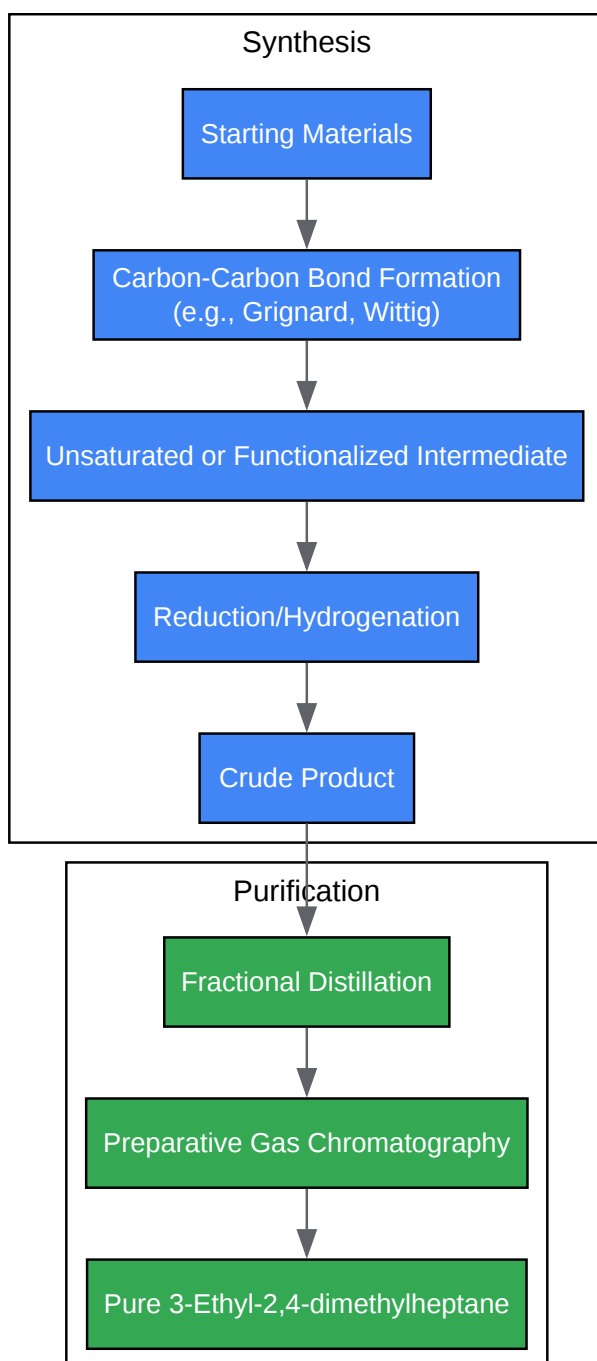 Synthesis
Starting Materials
Carbon-Carbon Bond Formation
(e.g., Grignard, Wittig)
Unsaturated or Functionalized Intermediate
Reduction/Hydrogenation
Crude Product
Purification
Fractional Distillation
Preparative Gas Chromatography
Pure 3-Ethyl-2,4-dimethylheptane